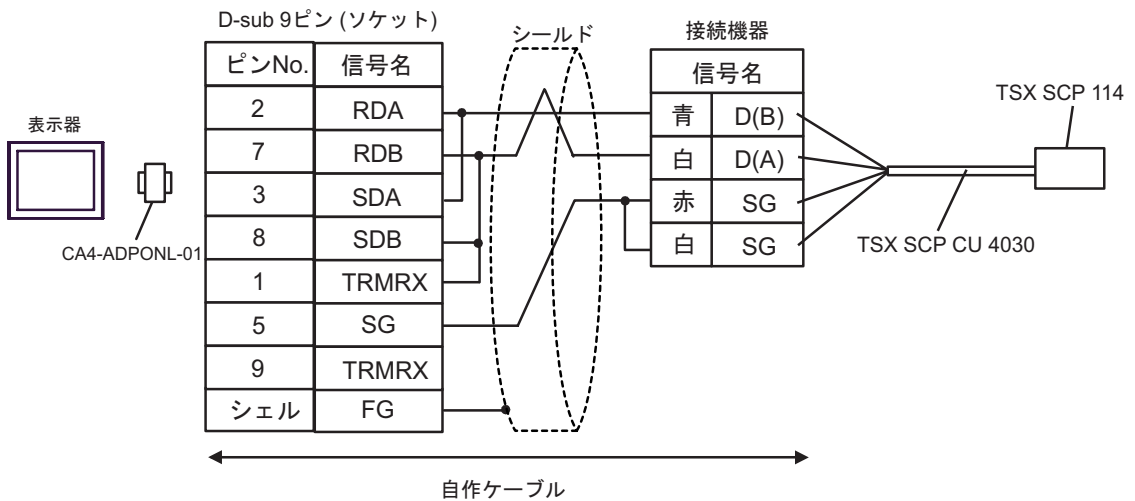 D-sub 9ピン (ソケット)
シールド
接続機器
ピンNo. 信号名
信号名
2 RDA
青 D(B)
TSX SCP 114
表示器
7 RDB
白 D(A)
3 SDA
赤 SG
8 SDB
白 SG
CA4-ADPONL-01
TSX SCP CU 4030
1 TRMRX
5 SG
9 TRMRX
シェル FG
自作ケーブル